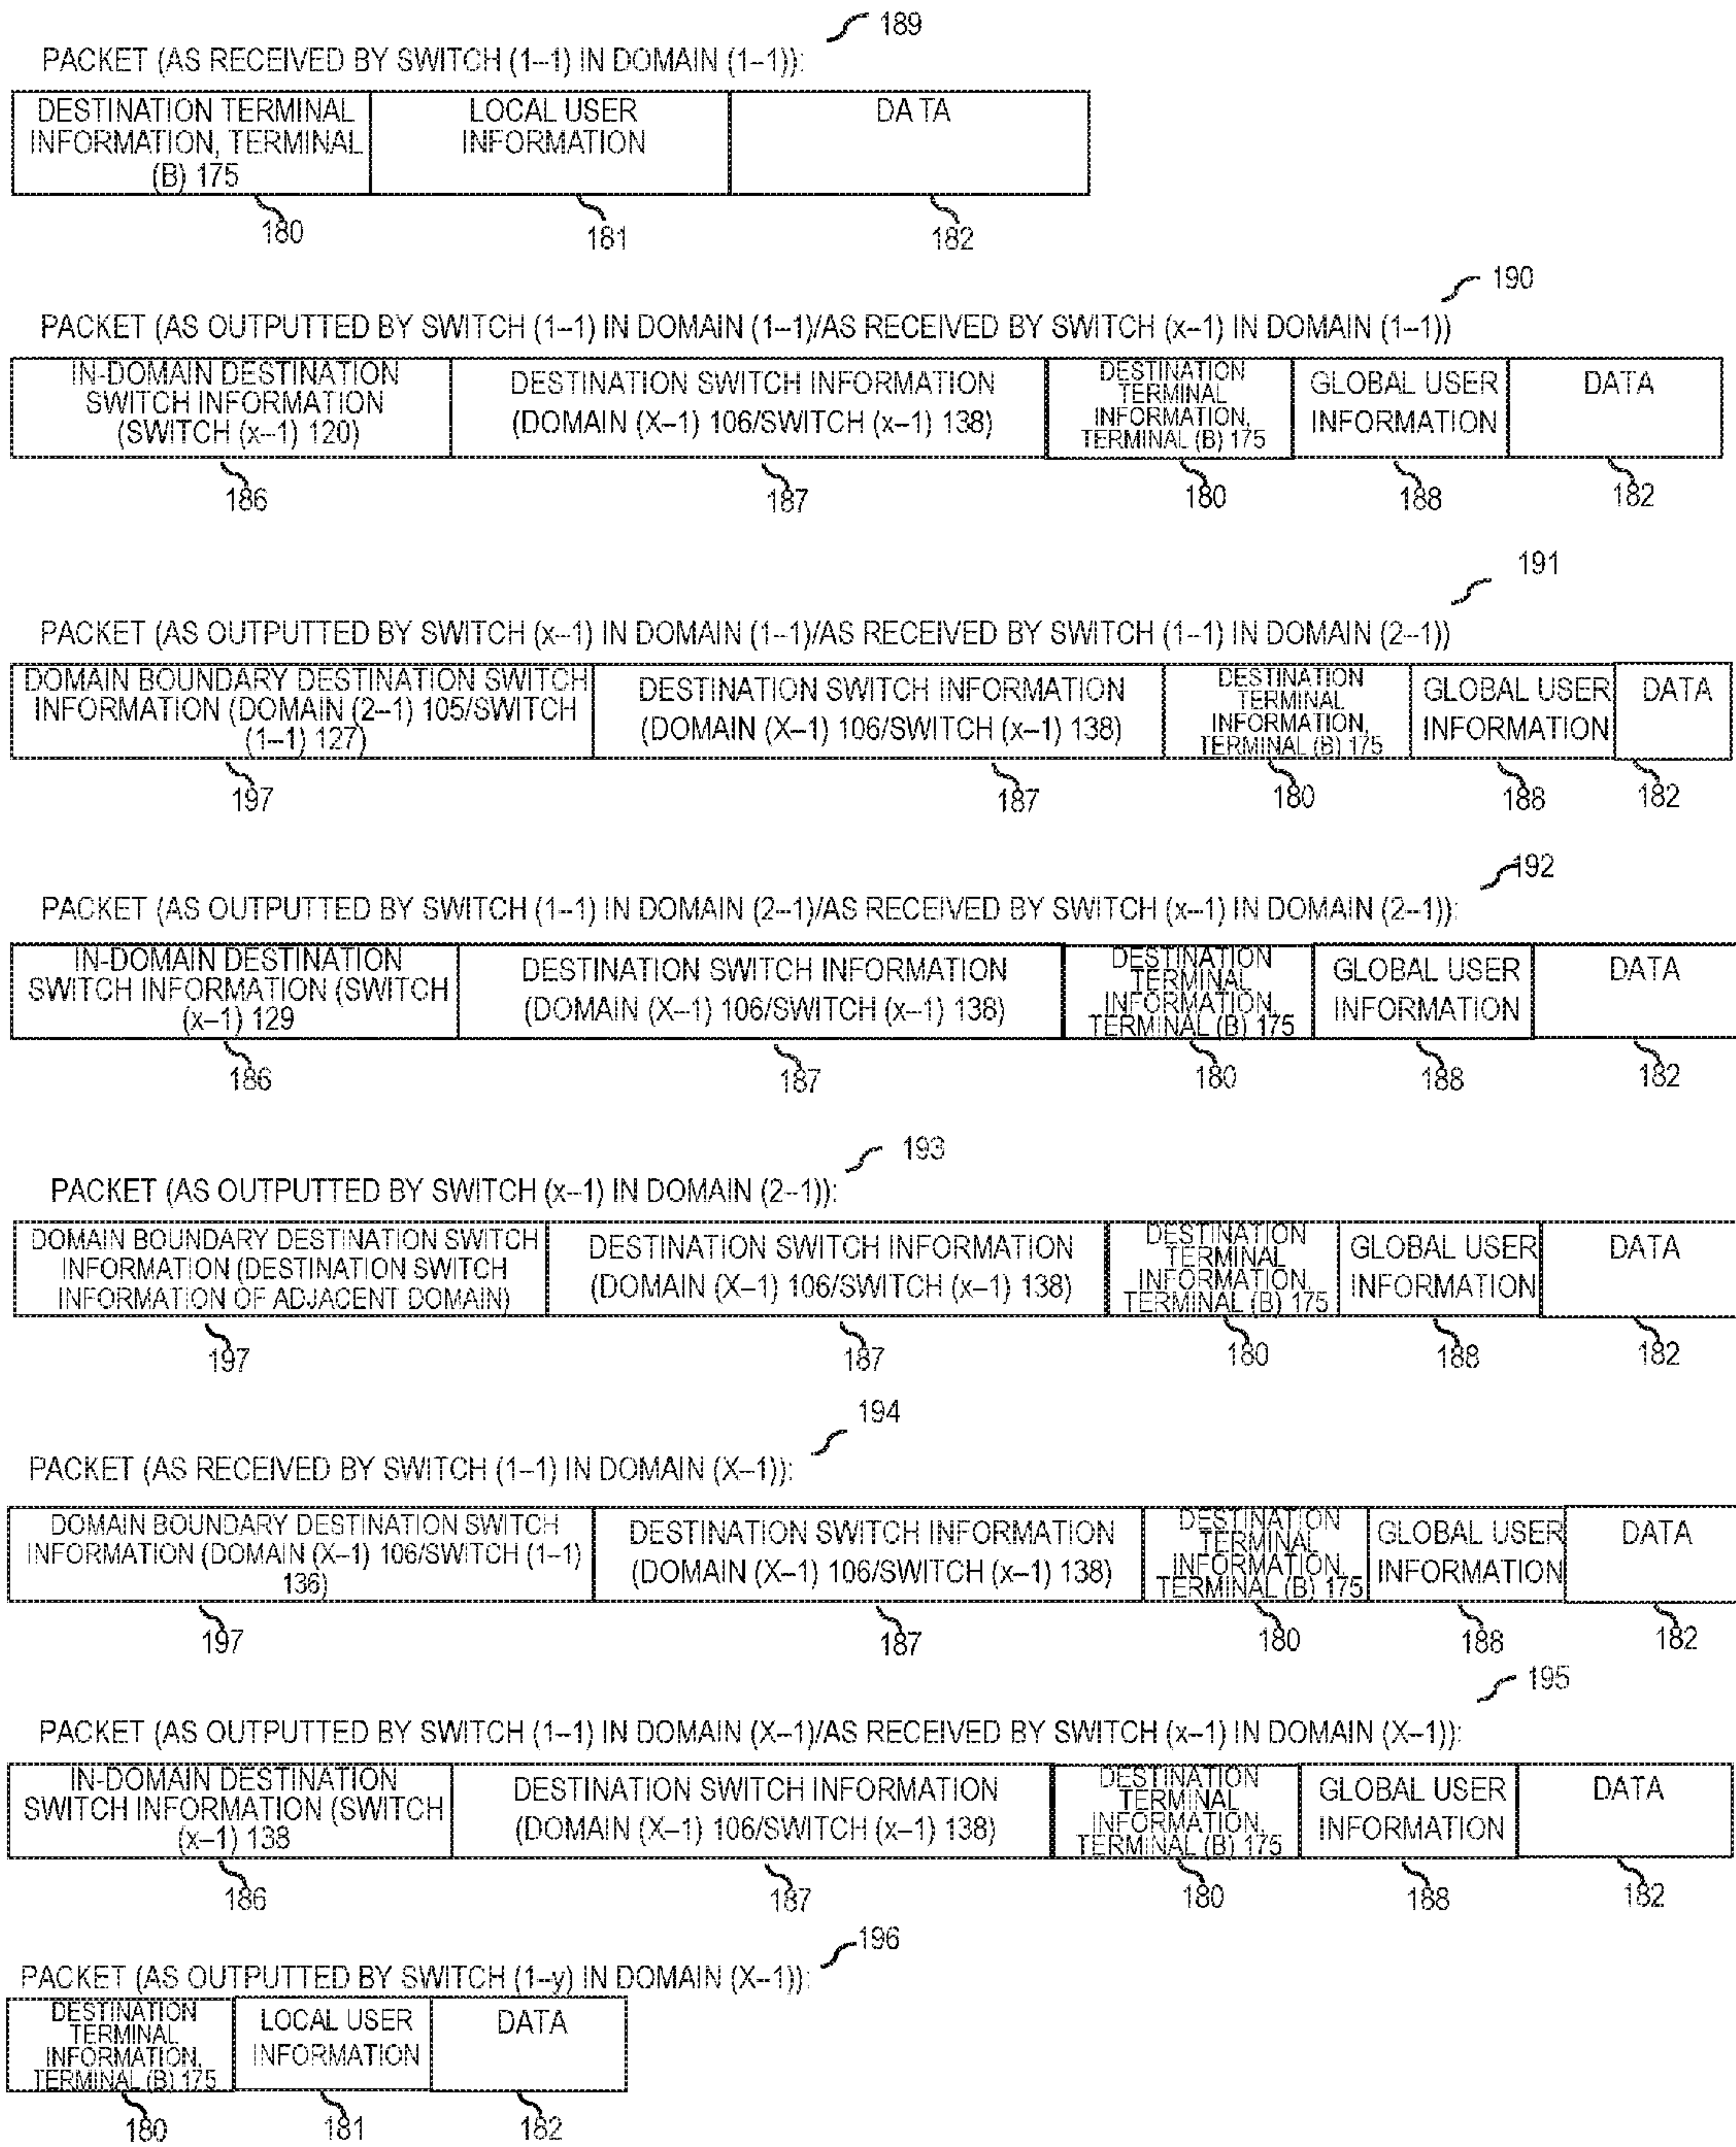 189
PACKET (AS RECEIVED BY SWITCH (1--1) IN DOMAIN (1--1)):
DESTINATION TERMINAL
INFORMATION, TERMINAL
(B) 175
LOCAL USER
INFORMATION
DATA
180
181
182
190
PACKET (AS OUTPUTTED BY SWITCH (1--1) IN DOMAIN (1--1)/AS RECEIVED BY SWITCH (x--1) IN DOMAIN (1--1))
IN-DOMAIN DESTINATION
SWITCH INFORMATION
(SWITCH (x--1) 120)
DESTINATION SWITCH INFORMATION
(DOMAIN (X--1) 106/SWITCH (x--1) 138)
DESTINATION
TERMINAL
INFORMATION,
TERMINAL (B) 175
GLOBAL USER
INFORMATION
DATA
186
187
180
188
182
191
PACKET (AS OUTPUTTED BY SWITCH (x--1) IN DOMAIN (1--1)/AS RECEIVED BY SWITCH (1--1) IN DOMAIN (2--1))
DOMAIN BOUNDARY DESTINATION SWITCH
INFORMATION (DOMAIN (2--1) 105/SWITCH
(1--1) 127)
DESTINATION SWITCH INFORMATION
(DOMAIN (X--1) 106/SWITCH (x--1) 138)
DESTINATION
TERMINAL
INFORMATION,
TERMINAL (B) 175
GLOBAL USER
INFORMATION
DATA
197
187
180
188
182
192
PACKET (AS OUTPUTTED BY SWITCH (1--1) IN DOMAIN (2--1)/AS RECEIVED BY SWITCH (x--1) IN DOMAIN (2--1)):
IN-DOMAIN DESTINATION
SWITCH INFORMATION (SWITCH
(x--1) 129
DESTINATION SWITCH INFORMATION
(DOMAIN (X--1) 106/SWITCH (x--1) 138)
DESTINATION
TERMINAL
INFORMATION,
TERMINAL (B) 175
GLOBAL USER
INFORMATION
DATA
186
187
180
188
182
193
PACKET (AS OUTPUTTED BY SWITCH (x--1) IN DOMAIN (2--1)):
DOMAIN BOUNDARY DESTINATION SWITCH
INFORMATION (DESTINATION SWITCH
INFORMATION OF ADJACENT DOMAIN)
DESTINATION SWITCH INFORMATION
(DOMAIN (X--1) 106/SWITCH (x--1) 138)
DESTINATION
TERMINAL
INFORMATION,
TERMINAL (B) 175
GLOBAL USER
INFORMATION
DATA
197
187
180
188
182
194
PACKET (AS RECEIVED BY SWITCH (1--1) IN DOMAIN (X--1)):
DOMAIN BOUNDARY DESTINATION SWITCH
INFORMATION (DOMAIN (X--1) 106/SWITCH (1--1)
136)
DESTINATION SWITCH INFORMATION
(DOMAIN (X--1) 106/SWITCH (x--1) 138)
DESTINATION
TERMINAL
INFORMATION,
TERMINAL (B) 175
GLOBAL USER
INFORMATION
DATA
197
187
180
188
182
195
PACKET (AS OUTPUTTED BY SWITCH (1--1) IN DOMAIN (X--1)/AS RECEIVED BY SWITCH (x--1) IN DOMAIN (X--1)):
IN-DOMAIN DESTINATION
SWITCH INFORMATION (SWITCH
(x--1) 138
DESTINATION SWITCH INFORMATION
(DOMAIN (X--1) 106/SWITCH (x--1) 138)
DESTINATION
TERMINAL
INFORMATION,
TERMINAL (B) 175
GLOBAL USER
INFORMATION
DATA
186
187
180
188
182
196
PACKET (AS OUTPUTTED BY SWITCH (1--y) IN DOMAIN (X--1)):
DESTINATION
TERMINAL
INFORMATION,
TERMINAL (B) 175
LOCAL USER
INFORMATION
DATA
180
181
182